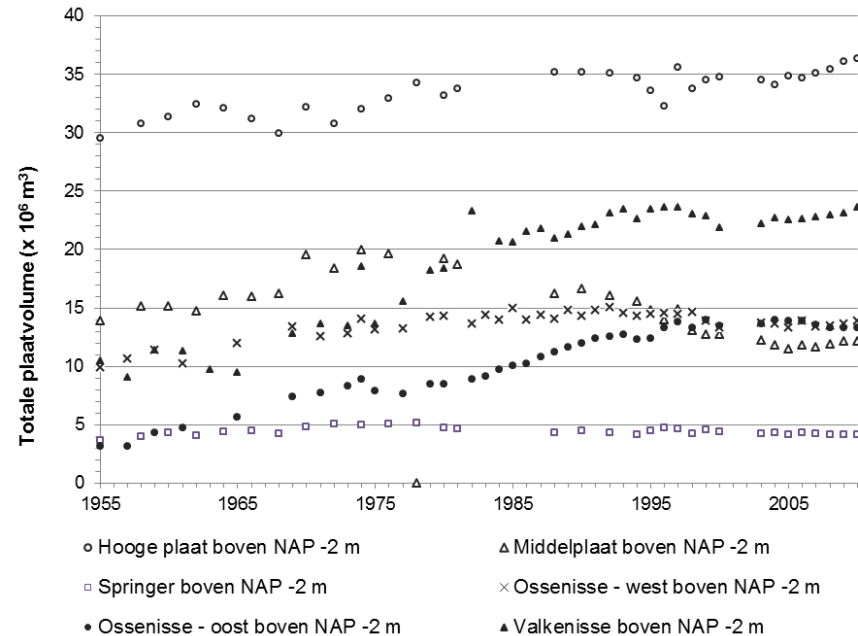 40
35
30
25
20
15
10
5
0
Totale plaatvolume (x 10⁶ m³)
1955 1965 1975 1985 1995 2005
Hooge plaat boven NAP -2 m
Middelplaat boven NAP -2 m
Springer boven NAP -2 m
Ossenisse - west boven NAP -2 m
Ossenisse - oost boven NAP -2 m
Valkenisse boven NAP -2 m